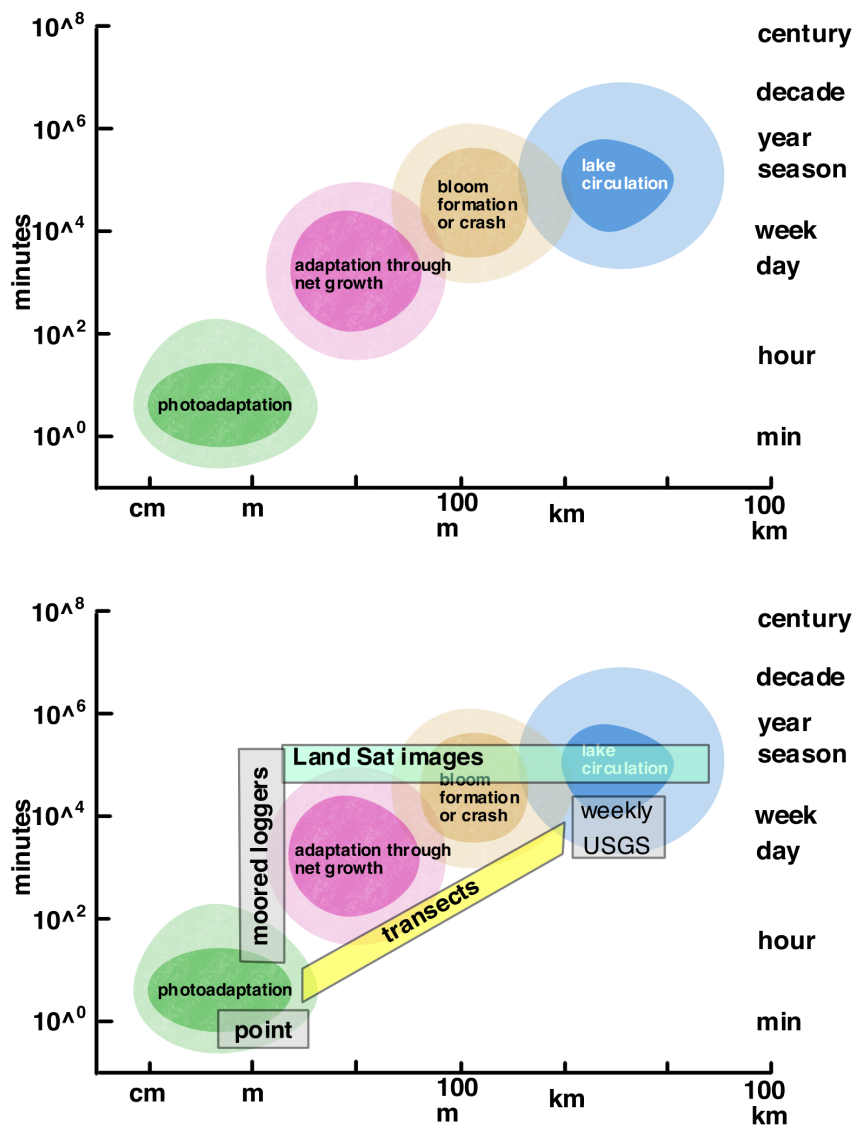 10^8
century
decade
10^6
year
season
lake
circulation
bloom
formation
or crash
minutes
10^4
week
day
adaptation through
net growth
10^2
hour
photoadaptation
10^0
min
cm
m
100
m
km
100
km
10^8
century
decade
10^6
year
season
Land Sat images
lake
circulation
bloom
formation
or crash
minutes
10^4
weekly
USGS
week
day
adaptation through
net growth
moored loggers
transects
10^2
hour
photoadaptation
10^0
point
min
cm
m
100
m
km
100
km